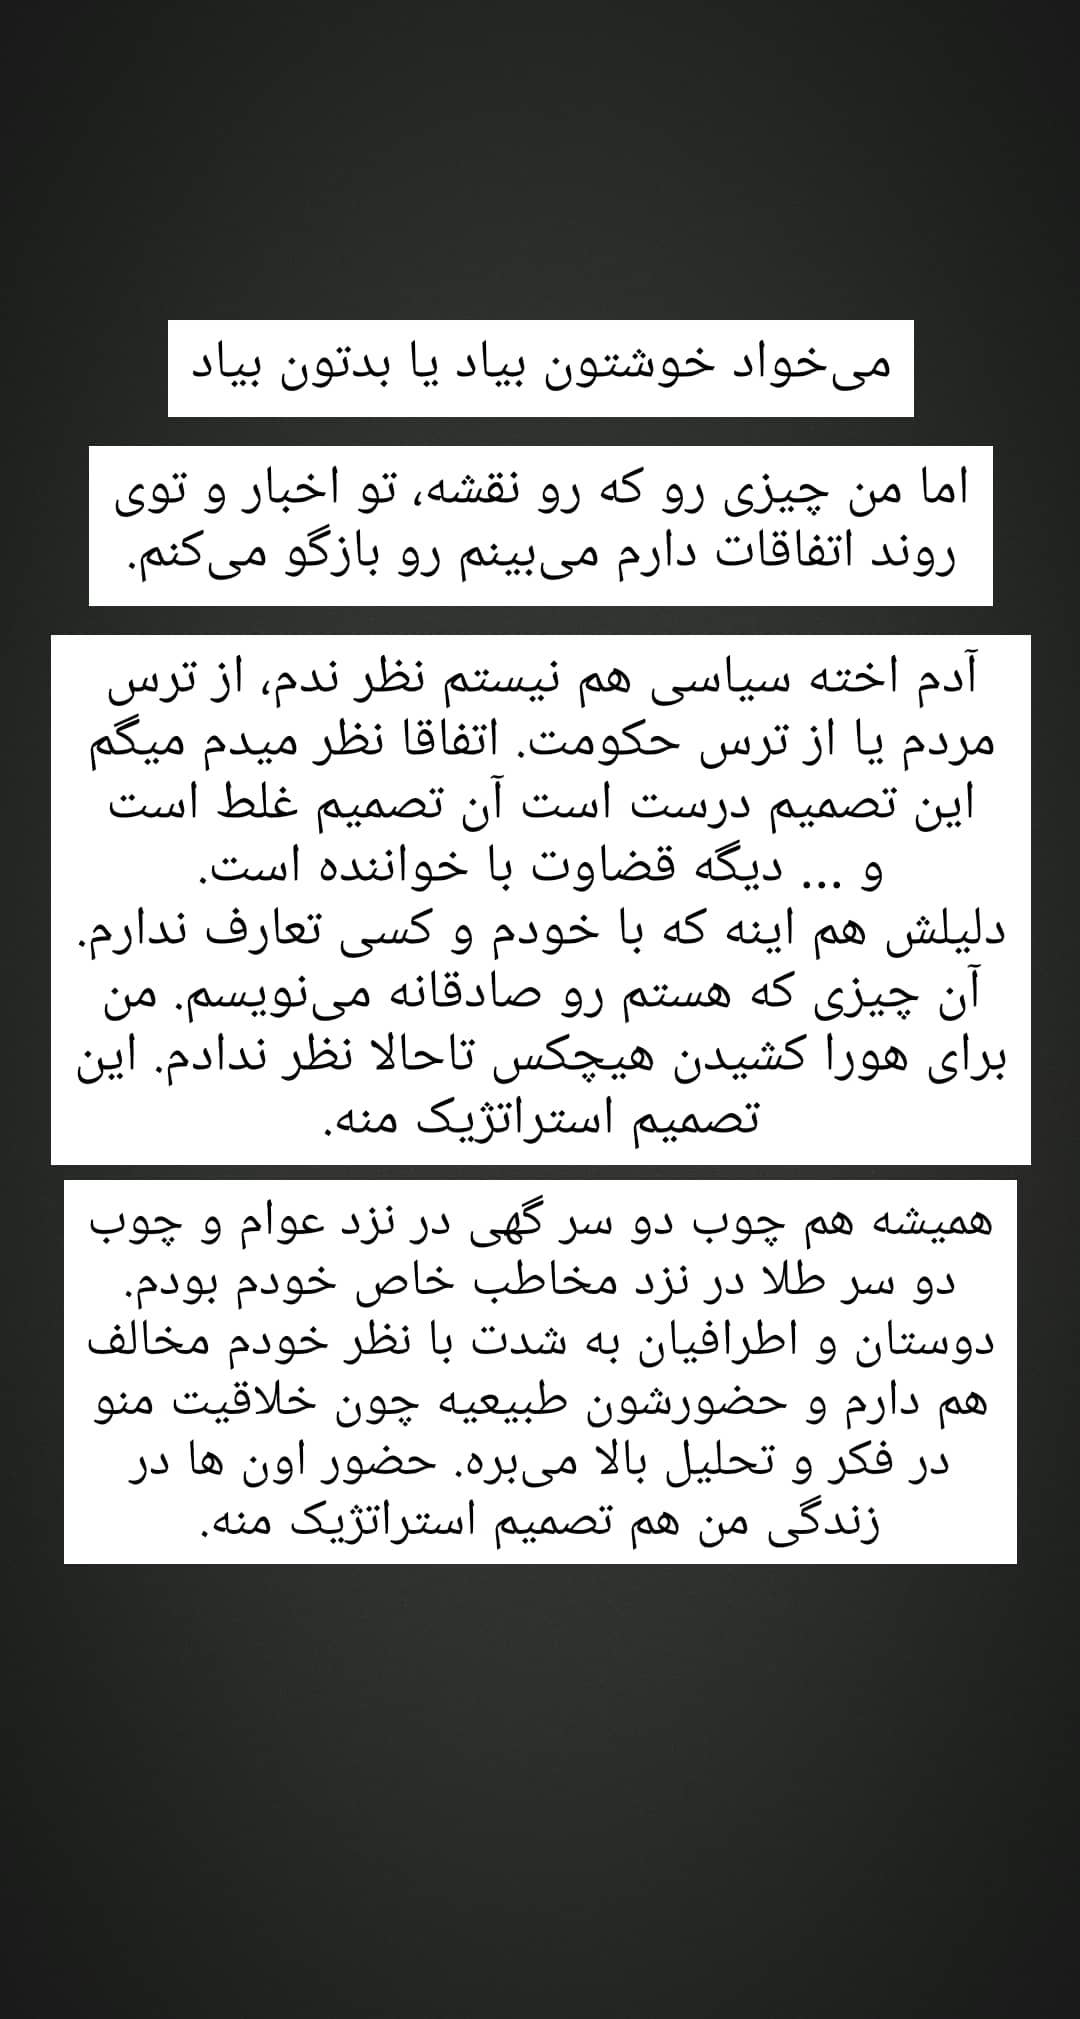 می‌خواد خوشتون بیاد یا بدتون بیاد
اما من چیزی رو که رو نقشه، تو اخبار و توی
روند اتفاقات دارم می‌بینم رو بازگو می‌کنم.
آدم اخته سیاسی هم نیستم نظر ندم، از ترس
مردم یا از ترس حکومت. اتفاقا نظر میدم میگم
این تصمیم درست است آن تصمیم غلط است
و ... دیگه قضاوت با خواننده است.
دلیلش هم اینه که با خودم و کسی تعارف ندارم.
آن چیزی که هستم رو صادقانه می‌نویسم. من
برای هورا کشیدن هیچکس تاحالا نظر ندادم. این
تصمیم استراتژیک منه.
همیشه هم چوب دو سر گهی در نزد عوام و چوب
دو سر طلا در نزد مخاطب خاص خودم بودم.
دوستان و اطرافیان به شدت با نظر خودم مخالف
هم دارم و حضورشون طبیعیه چون خلاقیت منو
در فکر و تحلیل بالا می‌بره. حضور اون ها در
زندگی من هم تصمیم استراتژیک منه.